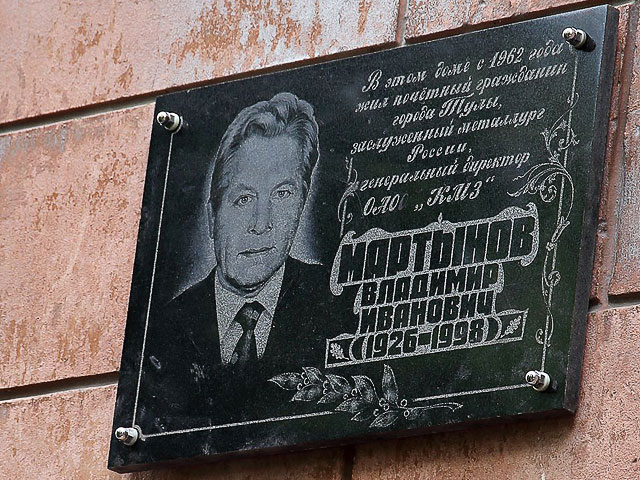 В этом доме с 1962 года
жил почётный гражданин
города Тулы,
заслуженный металлург
России,
генеральный директор
ОАО „КМЗ"
МАРТЫНОВ
ВЛАДИМИР
ИВАНОВИЧ
(1926-1998)